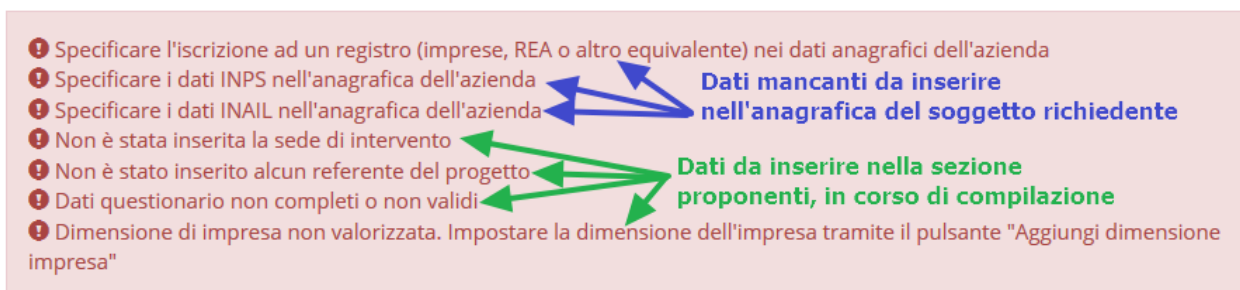 Specificare l'iscrizione ad un registro (imprese, REA o altro equivalente) nei dati anagrafici dell'azienda
Specificare i dati INPS nell'anagrafica dell'azienda
Specificare i dati INAIL nell'anagrafica dell'azienda
Dati mancanti da inserire
nell'anagrafica del soggetto richiedente
Non è stata inserita la sede di intervento
Non è stato inserito alcun referente del progetto
Dati questionario non completi o non validi
Dati da inserire nella sezione
proponenti, in corso di compilazione
Dimensione di impresa non valorizzata. Impostare la dimensione dell'impresa tramite il pulsante "Aggiungi dimensione
impresa"